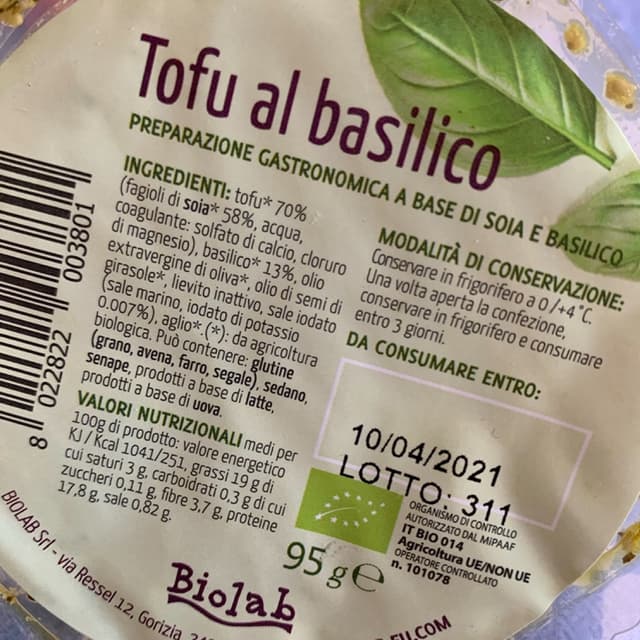 Tofu al basilico
PREPARAZIONE GASTRONOMICA A BASE DI SOIA E BASILICO
INGREDIENTI: tofu* 70%
(fagioli di soia* 58%, acqua,
coagulante: solfato di calcio, cloruro
di magnesio), basilico* 13%, olio
extravergine di oliva*, olio di semi di
girasole*, lievito inattivo, sale iodato
(sale marino, iodato di potassio
0.007%), aglio* (*): da agricoltura
biologica. Può contenere: glutine
(grano, avena, farro, segale), sedano,
senape, prodotti a base di latte,
prodotti a base di uova.
VALORI NUTRIZIONALI medi per
100g di prodotto: valore energetico
KJ / Kcal 1041/251, grassi 19 g di
cui saturi 3 g, carboidrati 0,3 g di cui
zuccheri 0,11 g, fibre 3,7 g, proteine
17,8 g, sale 0,82 g.
MODALITÀ DI CONSERVAZIONE:
Conservare in frigorifero a 0/+4°C.
Una volta aperta la confezione,
conservare in frigorifero e consumare
entro 3 giorni.
DA CONSUMARE ENTRO:
10/04/2021
LOTTO: 311
ORGANISMO DI CONTROLLO
AUTORIZZATO DAL MIPAAF
IT BIO 014
Agricoltura UE/NON UE
OPERATORE CONTROLLATO
n. 101078
95 g e
Biolab
BIOLAB Srl - via Ressel 12, Gorizia,
8 022822 003801